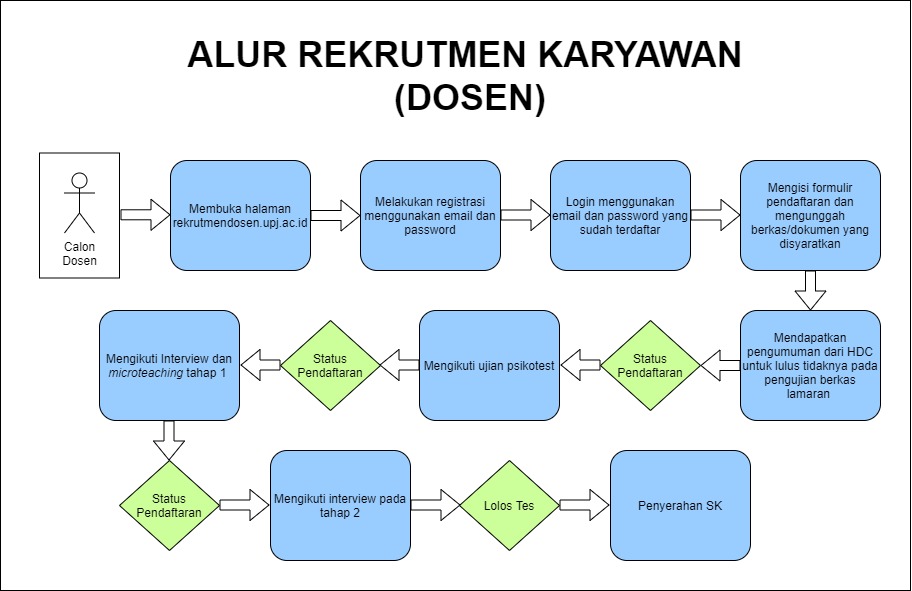 ALUR REKRUTMEN KARYAWAN
(DOSEN)
Calon
Dosen
Membuka halaman
rekrutmendosen.upj.ac.id
Melakukan registrasi
menggunakan email dan
password
Login menggunakan
email dan password yang
sudah terdaftar
Mengisi formulir
pendaftaran dan
mengunggah
berkas/dokumen yang
disyaratkan
Mendapatkan
pengumuman dari HDC
untuk lulus tidaknya pada
pengujian berkas
lamaran
Status
Pendaftaran
Mengikuti ujian psikotest
Status
Pendaftaran
Mengikuti Interview dan
microteaching tahap 1
Status
Pendaftaran
Mengikuti interview pada
tahap 2
Lolos Tes
Penyerahan SK